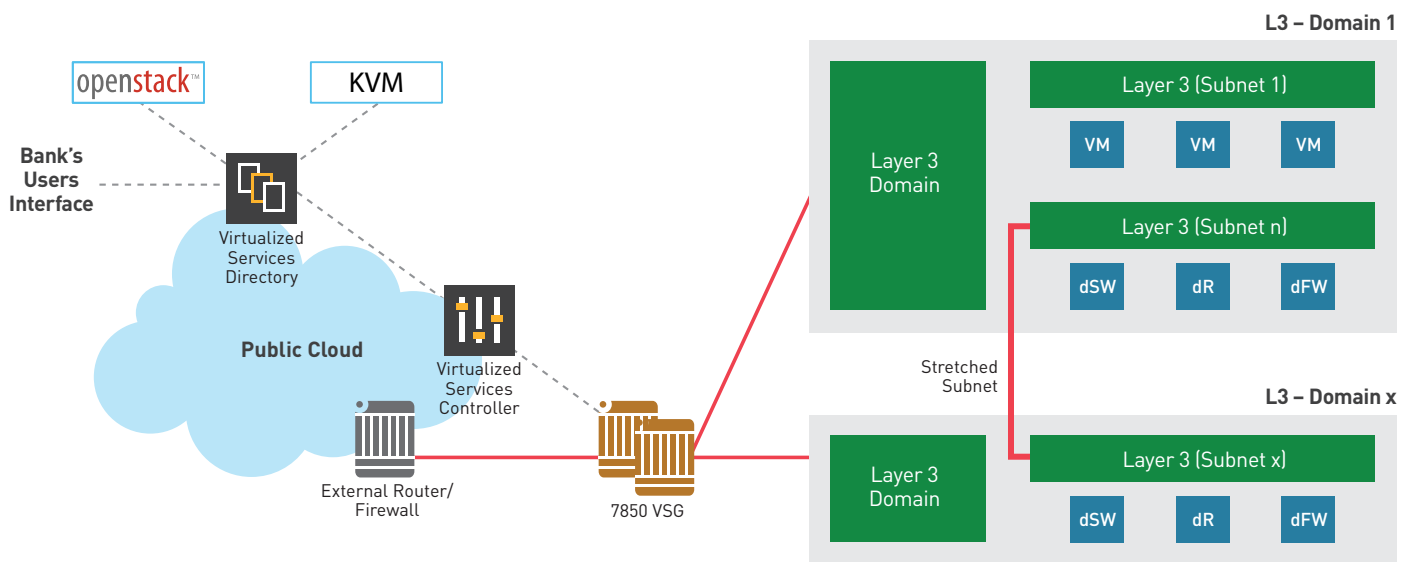 L3 – Domain 1
openstack™
KVM
Bank's
Users
Interface
Virtualized
Services
Directory
Public Cloud
Virtualized
Services
Controller
External Router/
Firewall
7850 VSG
Layer 3
Domain
Layer 3 (Subnet 1)
VM VM VM
Layer 3 (Subnet n)
dSW dR dFW
Stretched
Subnet
L3 – Domain x
Layer 3
Domain
Layer 3 (Subnet x)
dSW dR dFW